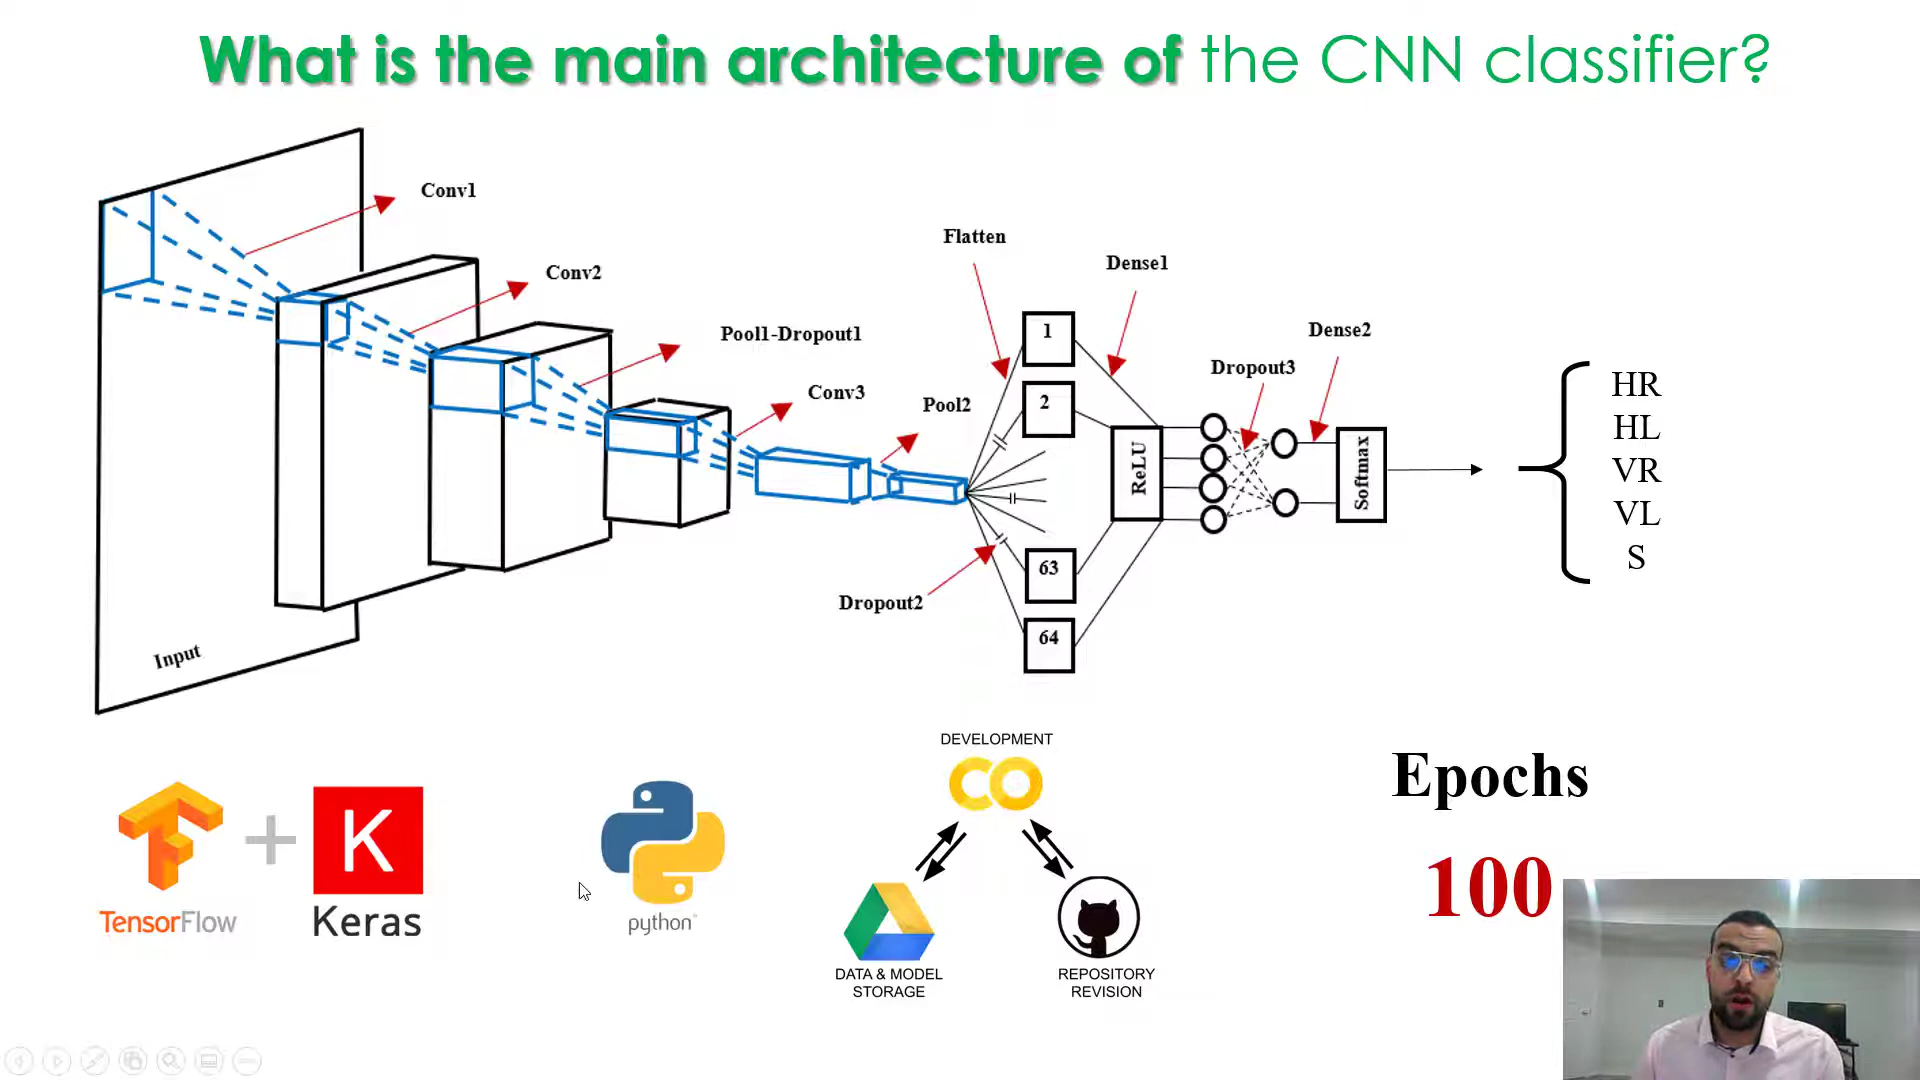 What is the main architecture of the CNN classifier?
Conv1
Conv2
Pool1-Dropout1
Conv3
Pool2
Flatten
Dense1
Dropout3
Dense2
Dropout2
Input
1
2
63
64
ReLU
Softmax
HR
HL
VR
VL
S
TensorFlow
K
Keras
python
DEVELOPMENT
DATA & MODEL
STORAGE
REPOSITORY
REVISION
Epochs
100